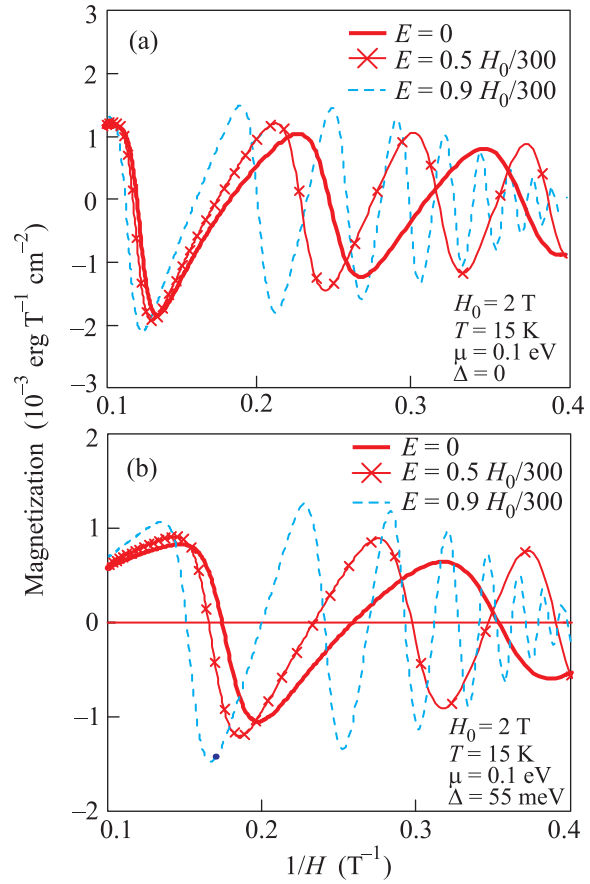 (a)
E = 0
E = 0.5 H₀/300
E = 0.9 H₀/300
3
2
1
0
−1
−2
−3
H₀ = 2 T
T = 15 K
μ = 0.1 eV
Δ = 0
0.1 0.2 0.3 0.4
Magnetization (10⁻³ erg T⁻¹ cm⁻²)
(b)
E = 0
E = 0.5 H₀/300
E = 0.9 H₀/300
2
1
0
−1
−2
H₀ = 2 T
T = 15 K
μ = 0.1 eV
Δ = 55 meV
0.1 0.2 0.3 0.4
1/H (T⁻¹)